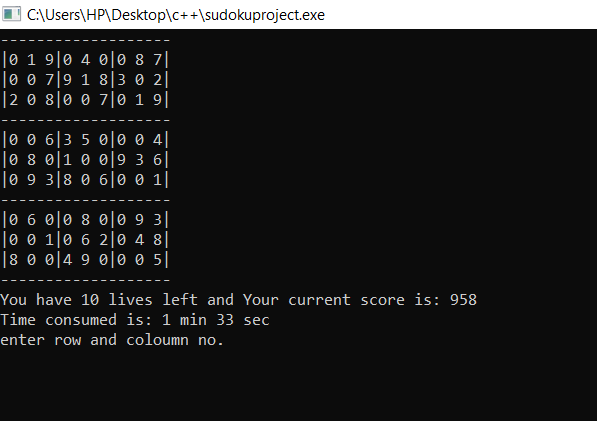 C:\Users\HP\Desktop\c++\sudokuproject.exe
-------------------
|0 1 9|0 4 0|0 8 7|
|0 0 7|9 1 8|3 0 2|
|2 0 8|0 0 7|0 1 9|
-------------------
|0 0 6|3 5 0|0 0 4|
|0 8 0|1 0 0|9 3 6|
|0 9 3|8 0 6|0 0 1|
-------------------
|0 6 0|0 8 0|0 9 3|
|0 0 1|0 6 2|0 4 8|
|8 0 0|4 9 0|0 0 5|
-------------------
You have 10 lives left and Your current score is: 958
Time consumed is: 1 min 33 sec
enter row and coloumn no.